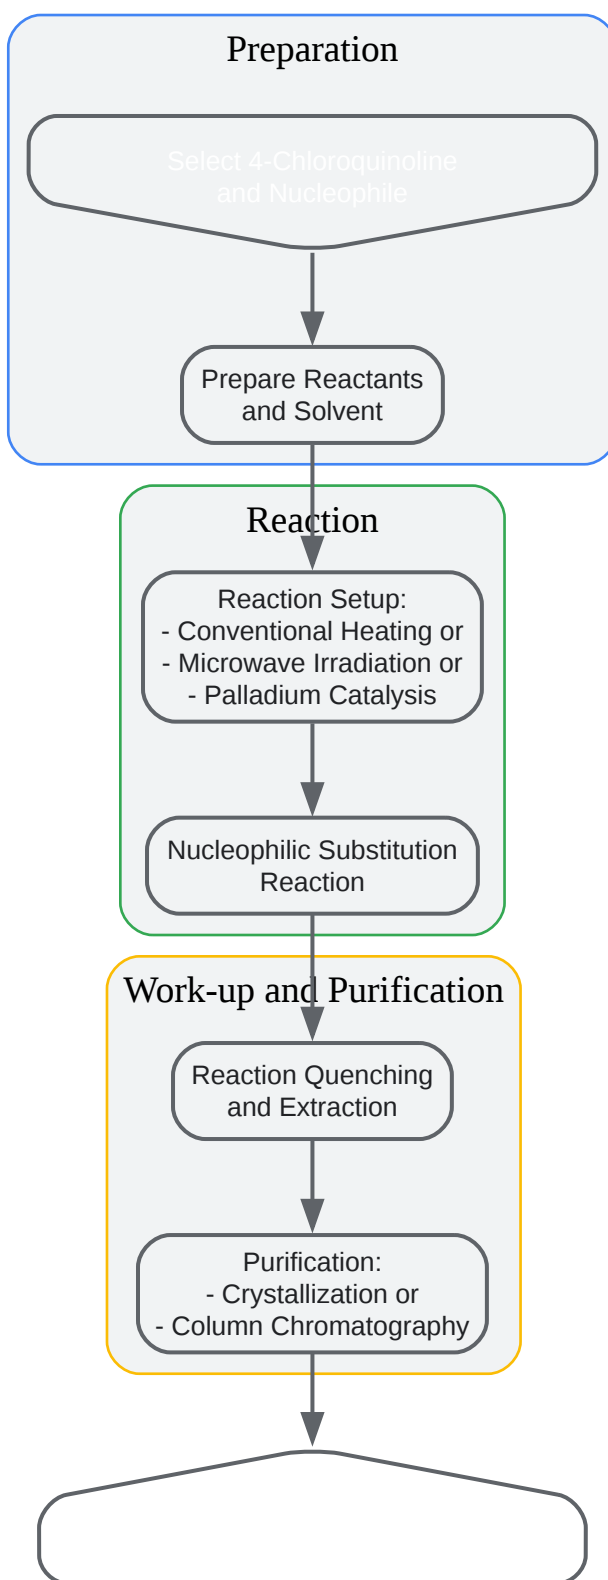 Preparation
Select 4-Chloroquinoline
and Nucleophile
Prepare Reactants
and Solvent
Reaction
Reaction Setup:
- Conventional Heating or
- Microwave Irradiation or
- Palladium Catalysis
Nucleophilic Substitution
Reaction
Work-up and Purification
Reaction Quenching
and Extraction
Purification:
- Crystallization or
- Column Chromatography